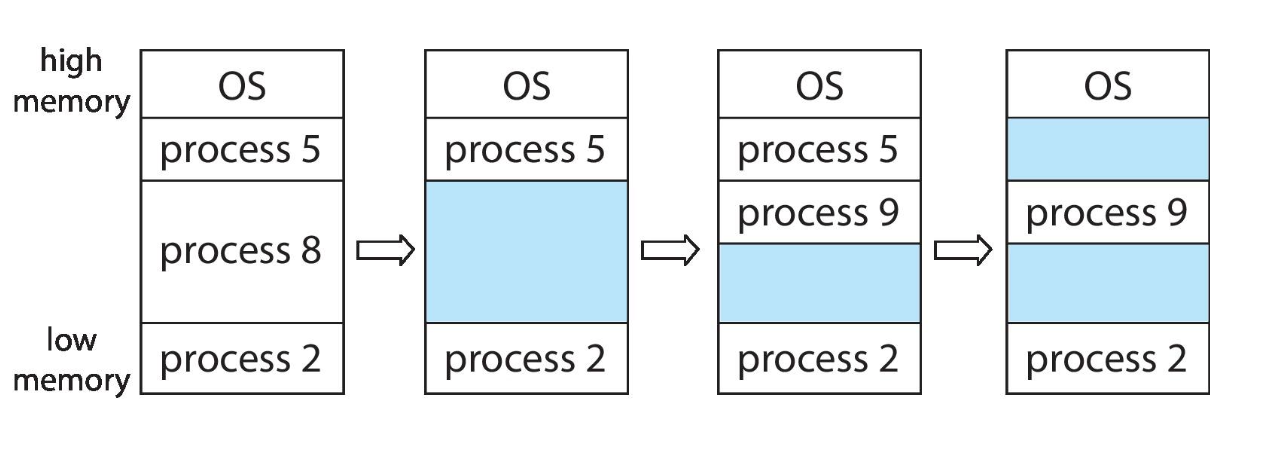 high
memory
OS
process 5
process 8
low
memory
process 2
OS
process 5
process 2
OS
process 5
process 9
process 2
OS
process 9
process 2